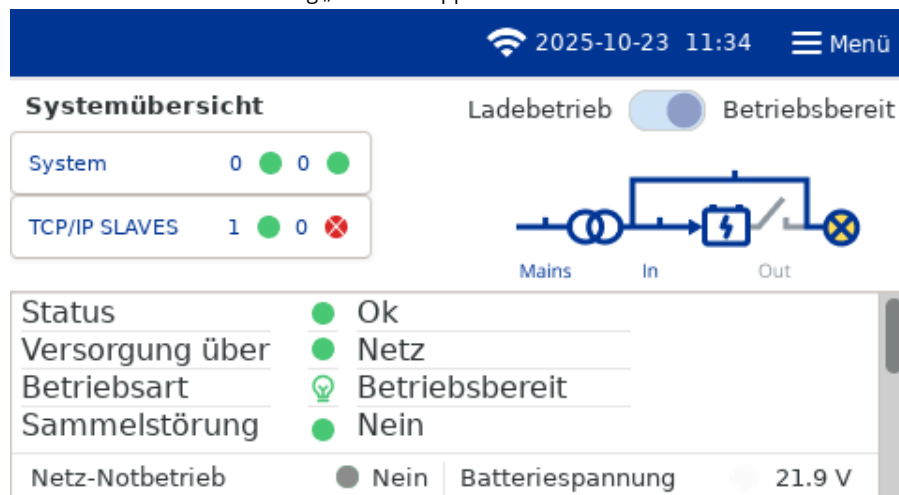 2025-10-23 11:34 Menü
Systemübersicht
Ladebetrieb Betriebsbereit
System 0 0
TCP/IP SLAVES 1 0
Mains In Out
Status Ok
Versorgung über Netz
Betriebsart Betriebsbereit
Sammelstörung Nein
Netz-Notbetrieb Nein Batteriespannung 21.9 V